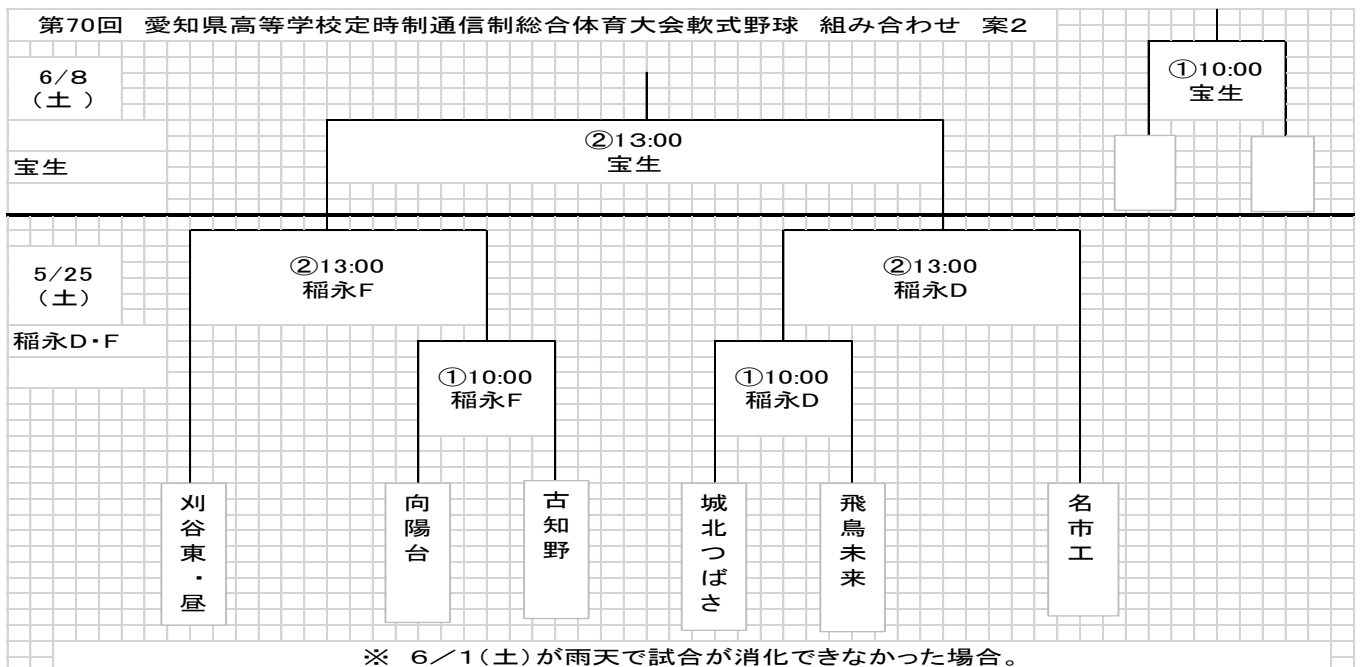 第70回 愛知県高等学校定時制通信制総合体育大会軟式野球 組み合わせ 案2
6/8
(土 )
宝生
①10:00
宝生
②13:00
宝生
5/25
(土)
稲永D・F
②13:00
稲永F
②13:00
稲永D
①10:00
稲永F
①10:00
稲永D
刈谷東・昼
向陽台
古知野
城北つばさ
飛鳥未来
名市工
※ 6/1(土)が雨天で試合が消化できなかった場合。